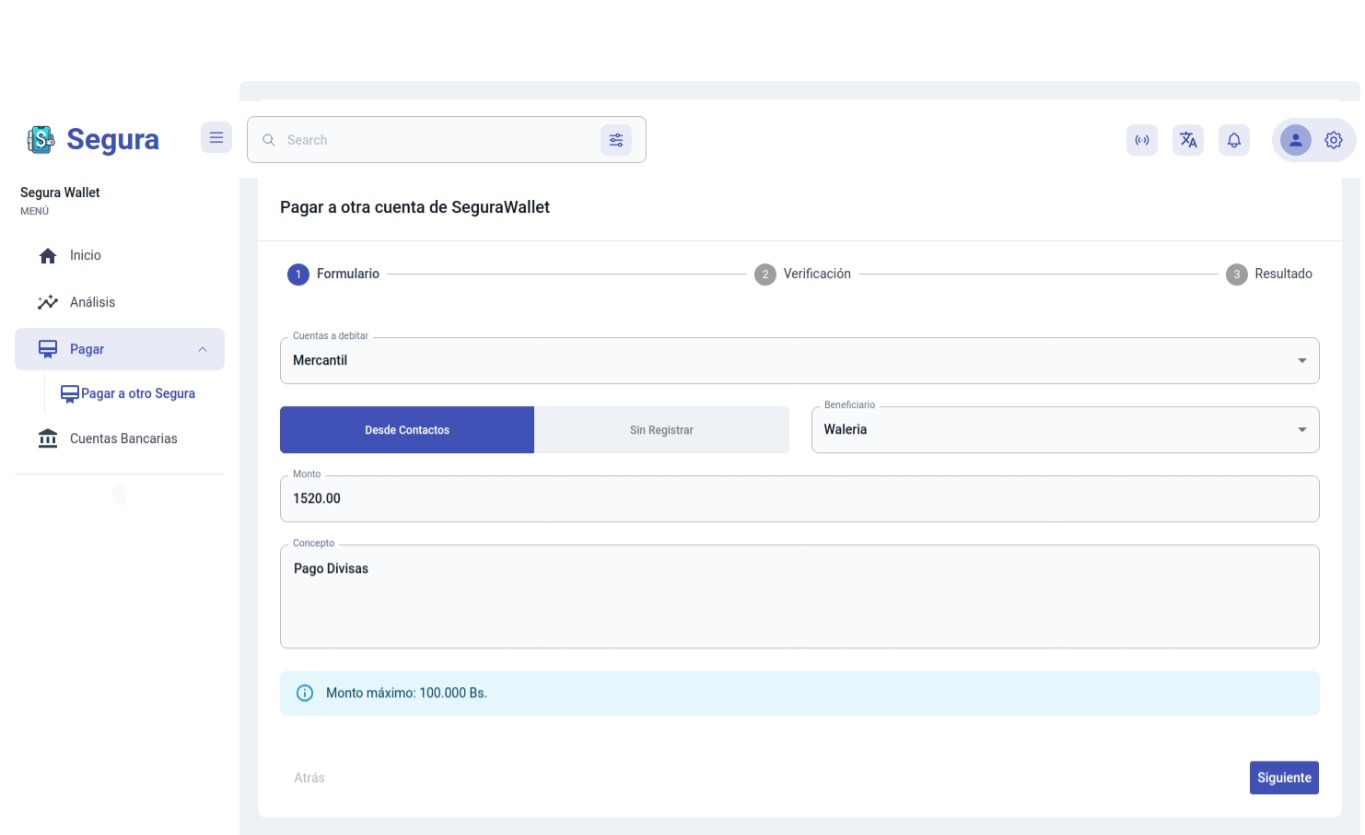 Segura
Search
Segura Wallet
MENÚ
Inicio
Análisis
Pagar
Pagar a otro Segura
Cuentas Bancarias
Pagar a otra cuenta de SeguraWallet
1 Formulario
2 Verificación
3 Resultado
Cuentas a debitar
Mercantil
Desde Contactos
Sin Registrar
Beneficiario
Waleria
Monto
1520.00
Concepto
Pago Divisas
Monto máximo: 100.000 Bs.
Atrás
Siguiente